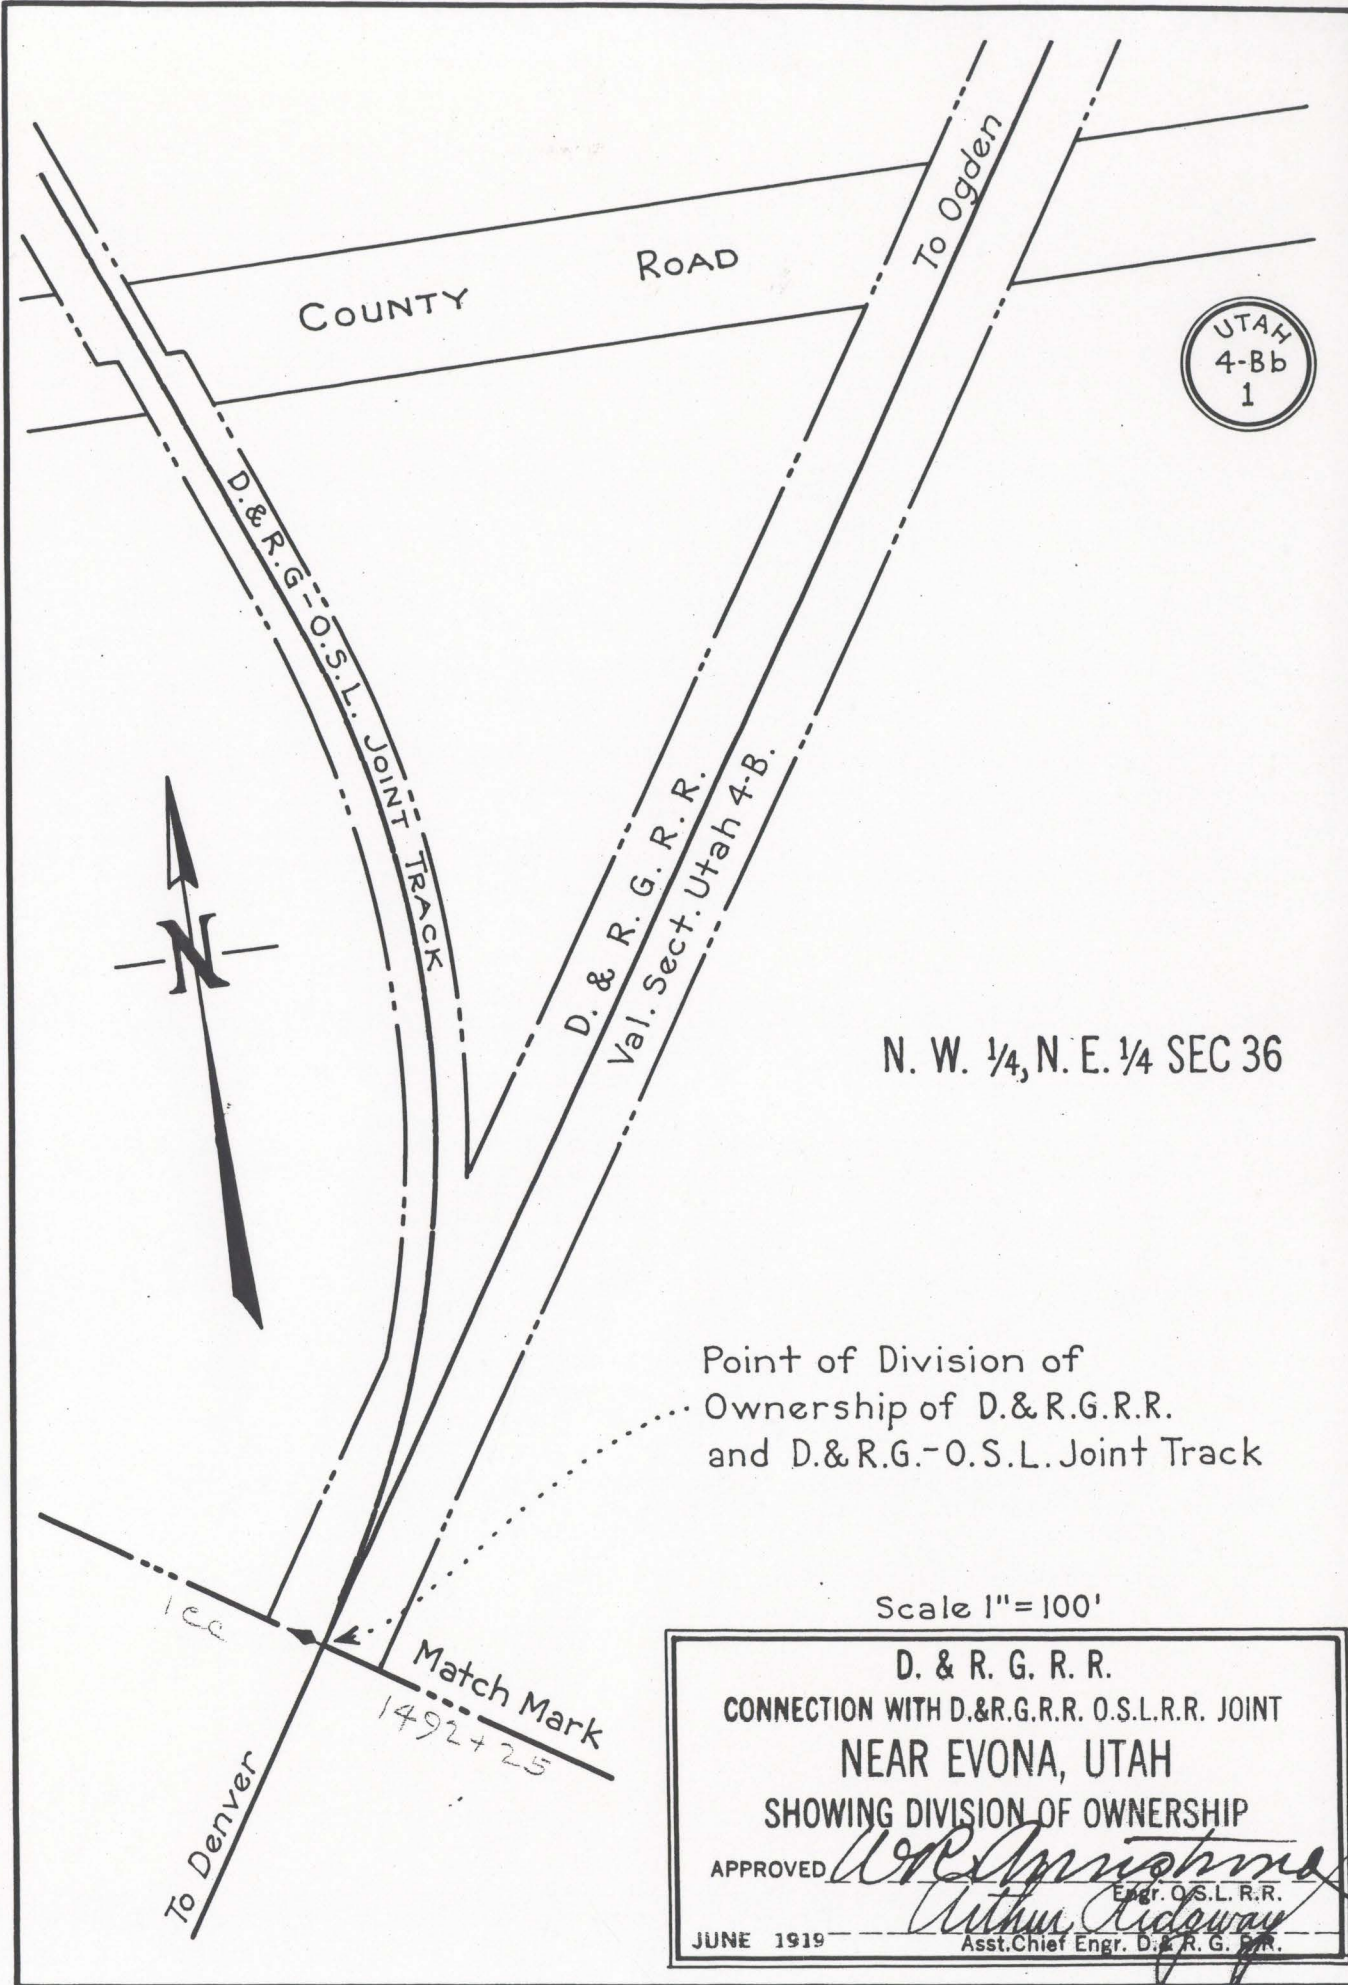 To Ogden
COUNTY ROAD
UTAH
4-Bb
1
D.&R.G-O.S.L. JOINT TRACK
D. & R. G. R. R.
Val. Sect. Utah 4-B.
N
N. W. 1/4, N. E. 1/4 SEC 36
Point of Division of
Ownership of D.&R.G.R.R.
and D.&R.G.-O.S.L. Joint Track
Match Mark
1492+25
To Denver
Scale 1"=100'
D. & R. G. R. R.
CONNECTION WITH D.&R.G.R.R. O.S.L.R.R. JOINT
NEAR EVONA, UTAH
SHOWING DIVISION OF OWNERSHIP
APPROVED WR Armstrong
Engr. O.S.L. R.R.
Arthur Ridgway
JUNE 1919 Asst.Chief Engr. D.& R. G. R.R.